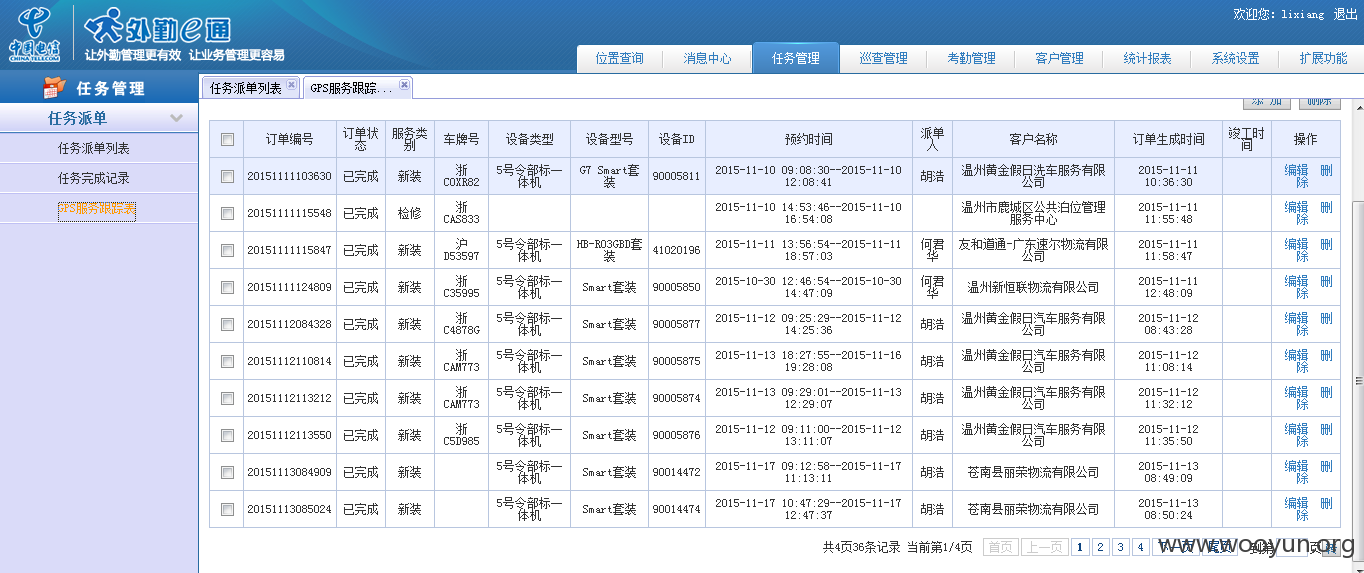 欢迎您: lixiang 退出
中国电信
CHINA TELECOM
外勤e通
让外勤管理更有效 让业务管理更容易
位置查询 消息中心 任务管理 巡查管理 考勤管理 客户管理 统计报表 系统设置 扩展功能
任务管理
任务派单
任务派单列表
任务完成记录
GPS服务跟踪表
任务派单列表 GPS服务跟踪...
添 加 删除
订单编号 订单状态 服务类别 车牌号 设备类型 设备型号 设备ID 预约时间 派单人 客户名称 订单生成时间 竣工时间 操作
20151111103630 已完成 新装 浙C0XR82 5号令部标一体机 G7 Smart套装 90005811 2015-11-10 09:08:30--2015-11-10 12:08:41 胡浩 温州黄金假日洗车服务有限公司 2015-11-11 10:36:30 编辑 删除
20151111115548 已完成 检修 浙CAS833 2015-11-10 14:53:46--2015-11-10 16:54:08 温州市鹿城区公共泊位管理服务中心 2015-11-11 11:55:48 编辑 删除
20151111115847 已完成 新装 沪D53597 5号令部标一体机 HB-R03GBD套装 41020196 2015-11-11 13:56:54--2015-11-11 18:57:03 何君华 友和道通-广东速尔物流有限公司 2015-11-11 11:58:47 编辑 删除
20151111124809 已完成 新装 浙C35995 5号令部标一体机 Smart套装 90005850 2015-10-30 12:46:54--2015-10-30 14:47:09 何君华 温州新恒联物流有限公司 2015-11-11 12:48:09 编辑 删除
20151112084328 已完成 新装 浙C4878G 5号令部标一体机 Smart套装 90005877 2015-11-12 09:25:29--2015-11-12 14:25:36 胡浩 温州黄金假日汽车服务有限公司 2015-11-12 08:43:28 编辑 删除
20151112110814 已完成 新装 浙CAM773 5号令部标一体机 Smart套装 90005875 2015-11-13 18:27:55--2015-11-16 19:28:08 胡浩 温州黄金假日汽车服务有限公司 2015-11-12 11:08:14 编辑 删除
20151112113212 已完成 新装 浙CAM773 5号令部标一体机 Smart套装 90005874 2015-11-13 09:29:01--2015-11-13 12:29:07 胡浩 温州黄金假日汽车服务有限公司 2015-11-12 11:32:12 编辑 删除
20151112113550 已完成 新装 浙C5D985 5号令部标一体机 Smart套装 90005876 2015-11-12 09:11:00--2015-11-12 13:11:07 胡浩 温州黄金假日汽车服务有限公司 2015-11-12 11:35:50 编辑 删除
20151113084909 已完成 新装 5号令部标一体机 Smart套装 90014472 2015-11-17 09:12:58--2015-11-17 11:13:11 胡浩 苍南县丽荣物流有限公司 2015-11-13 08:49:09 编辑 删除
20151113085024 已完成 新装 5号令部标一体机 Smart套装 90014474 2015-11-17 10:47:29--2015-11-17 12:47:37 胡浩 苍南县丽荣物流有限公司 2015-11-13 08:50:24 编辑 删除
共4页36条记录 当前第1/4页 首页 上一页 1 2 3 4 下一页 尾页 到第 页
www.wooyun.org